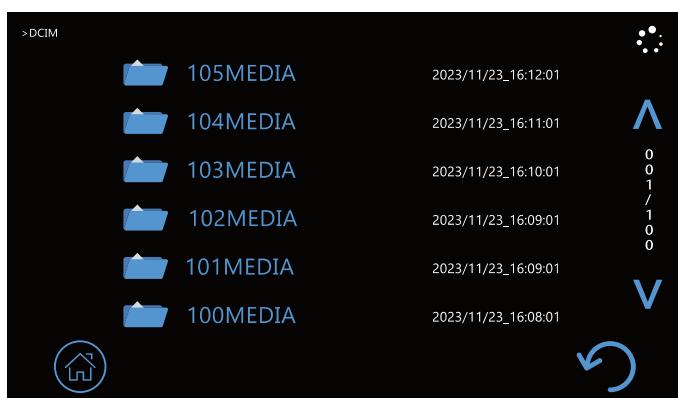 >DCIM
105MEDIA 2023/11/23_16:12:01
104MEDIA 2023/11/23_16:11:01
103MEDIA 2023/11/23_16:10:01
102MEDIA 2023/11/23_16:09:01
101MEDIA 2023/11/23_16:09:01
100MEDIA 2023/11/23_16:08:01
001/100